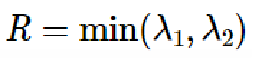 R = min(λ₁, λ₂)